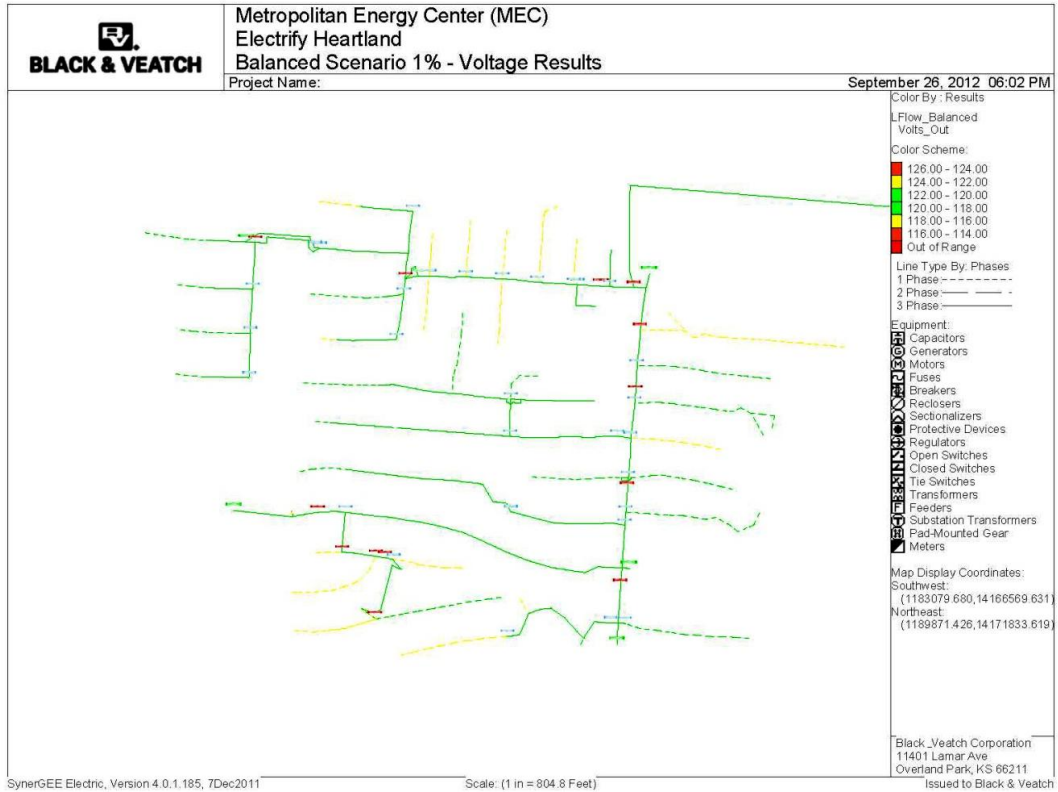 BV.
BLACK & VEATCH
Metropolitan Energy Center (MEC)
Electrify Heartland
Balanced Scenario 1% - Voltage Results
Project Name:
September 26, 2012 06:02 PM
Color By : Results
LFlow_Balanced
Volts_Out
Color Scheme:
126.00 - 124.00
124.00 - 122.00
122.00 - 120.00
120.00 - 118.00
118.00 - 116.00
116.00 - 114.00
Out of Range
Line Type By: Phases
1 Phase:
2 Phase:
3 Phase:
Equipment:
Capacitors
Generators
Motors
Fuses
Breakers
Reclosers
Sectionalizers
Protective Devices
Regulators
Open Switches
Closed Switches
Tie Switches
Transformers
Feeders
Substation Transformers
Pad-Mounted Gear
Meters
Map Display Coordinates:
Southwest:
(1183079.680,14166569.631)
Northeast:
(1189871.426,14171833.619)
Black_Veatch Corporation
11401 Lamar Ave
Overland Park, KS 66211
SynerGEE Electric, Version 4.0.1.185, 7Dec2011
Scale: (1 in = 804.8 Feet)
Issued to Black & Veatch